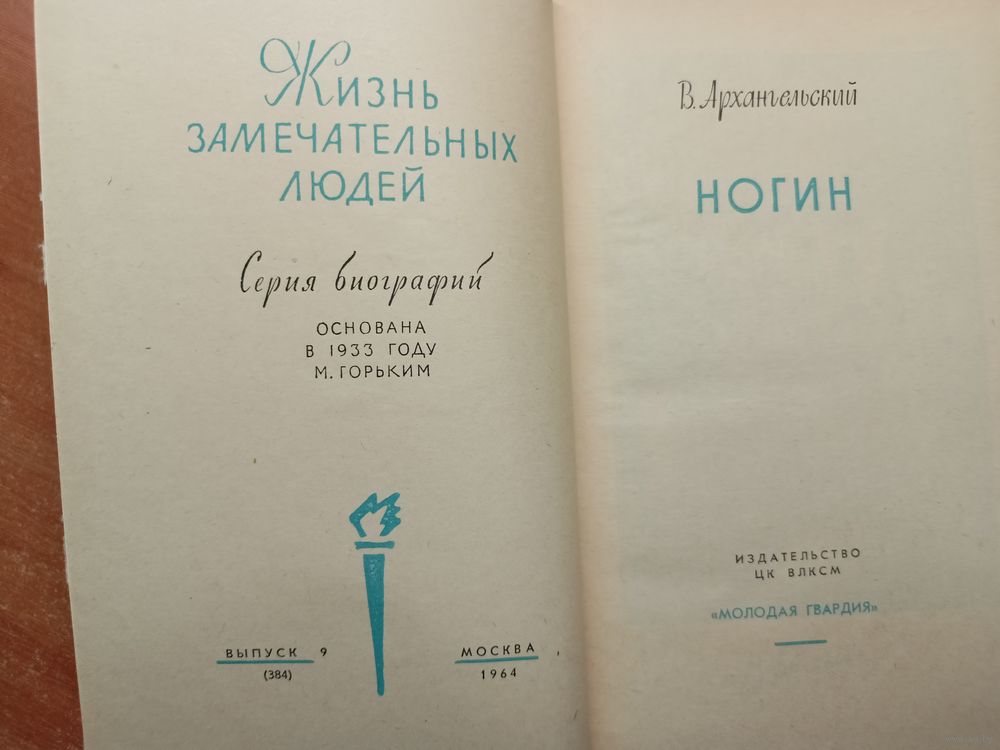 Жизнь
ЗАМЕЧАТЕЛЬНЫХ
ЛЮДЕЙ
Серия биографий
ОСНОВАНА
В 1933 ГОДУ
М. ГОРЬКИМ
ВЫПУСК 9
(384)
МОСКВА
1964
В. Архангельский
НОГИН
ИЗДАТЕЛЬСТВО
ЦК ВЛКСМ
«МОЛОДАЯ ГВАРДИЯ»